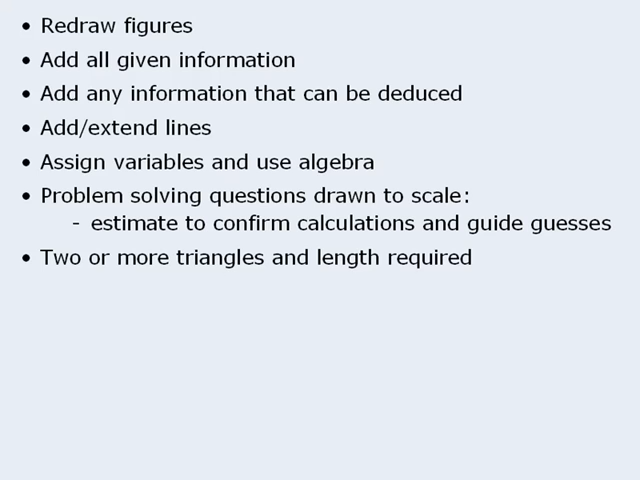 • Redraw figures
• Add all given information
• Add any information that can be deduced
• Add/extend lines
• Assign variables and use algebra
• Problem solving questions drawn to scale:
- estimate to confirm calculations and guide guesses
• Two or more triangles and length required